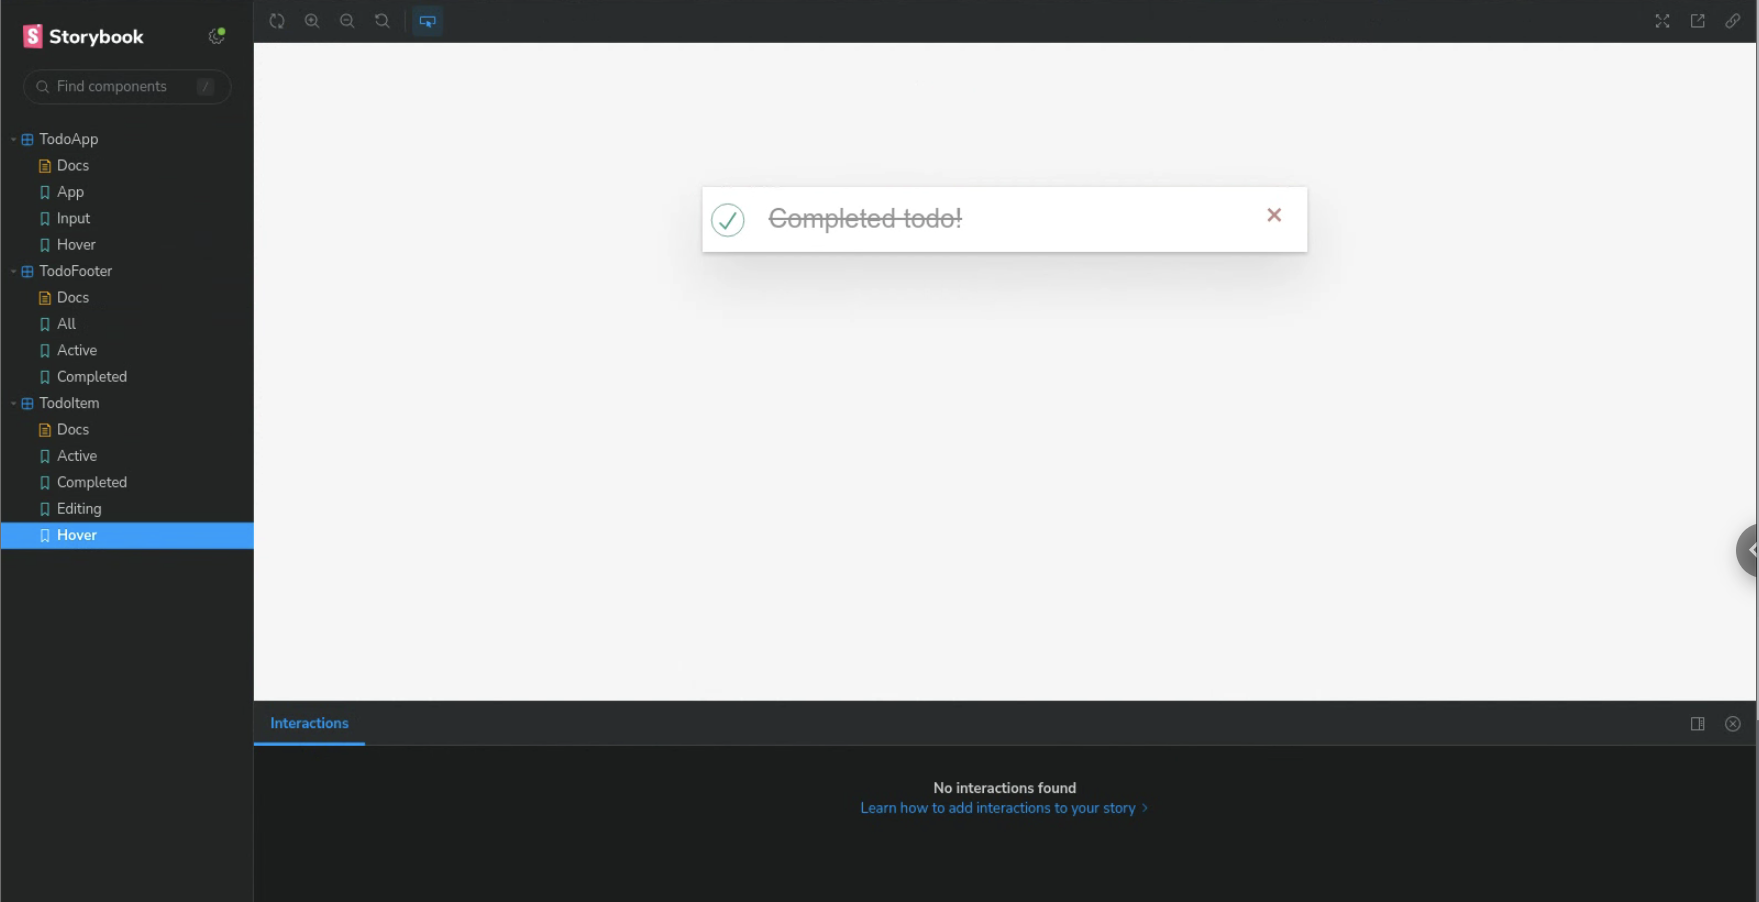 Storybook
Find components /
TodoApp
Docs
App
Input
Hover
TodoFooter
Docs
All
Active
Completed
TodoItem
Docs
Active
Completed
Editing
Hover
Completed todo!
Interactions
No interactions found
Learn how to add interactions to your story